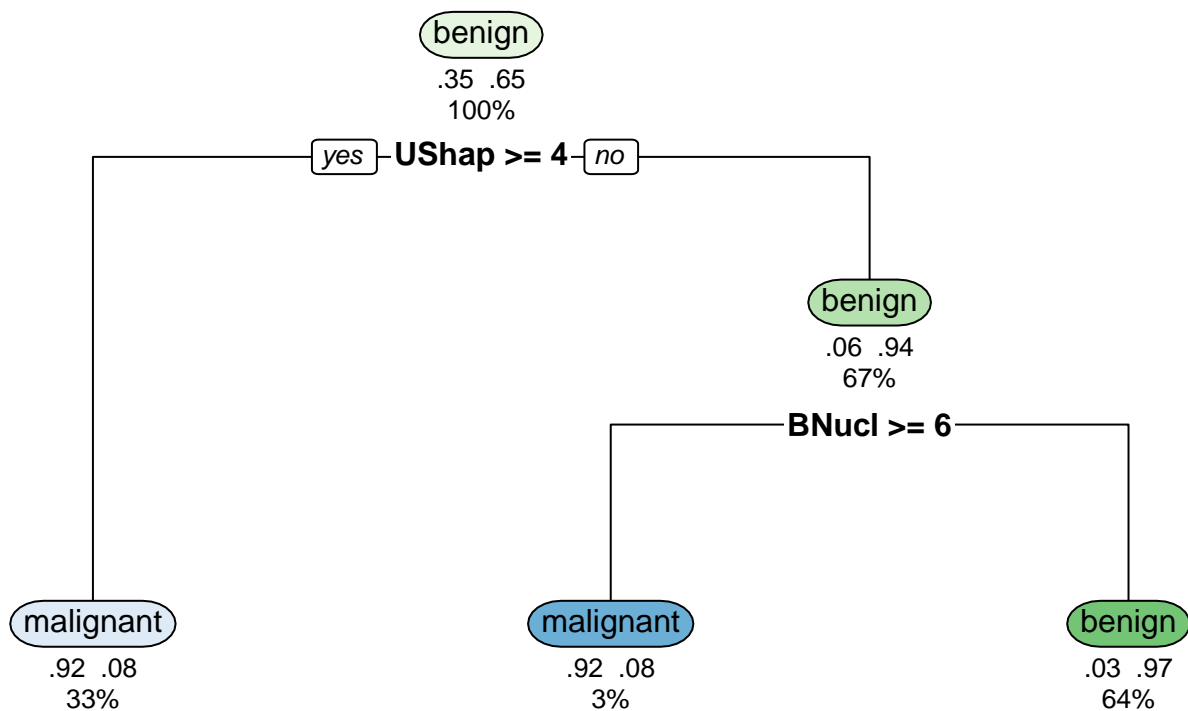 benign
.35 .65
100%
yes UShap >= 4 no
benign
.06 .94
67%
BNucl >= 6
malignant
.92 .08
33%
malignant
.92 .08
3%
benign
.03 .97
64%